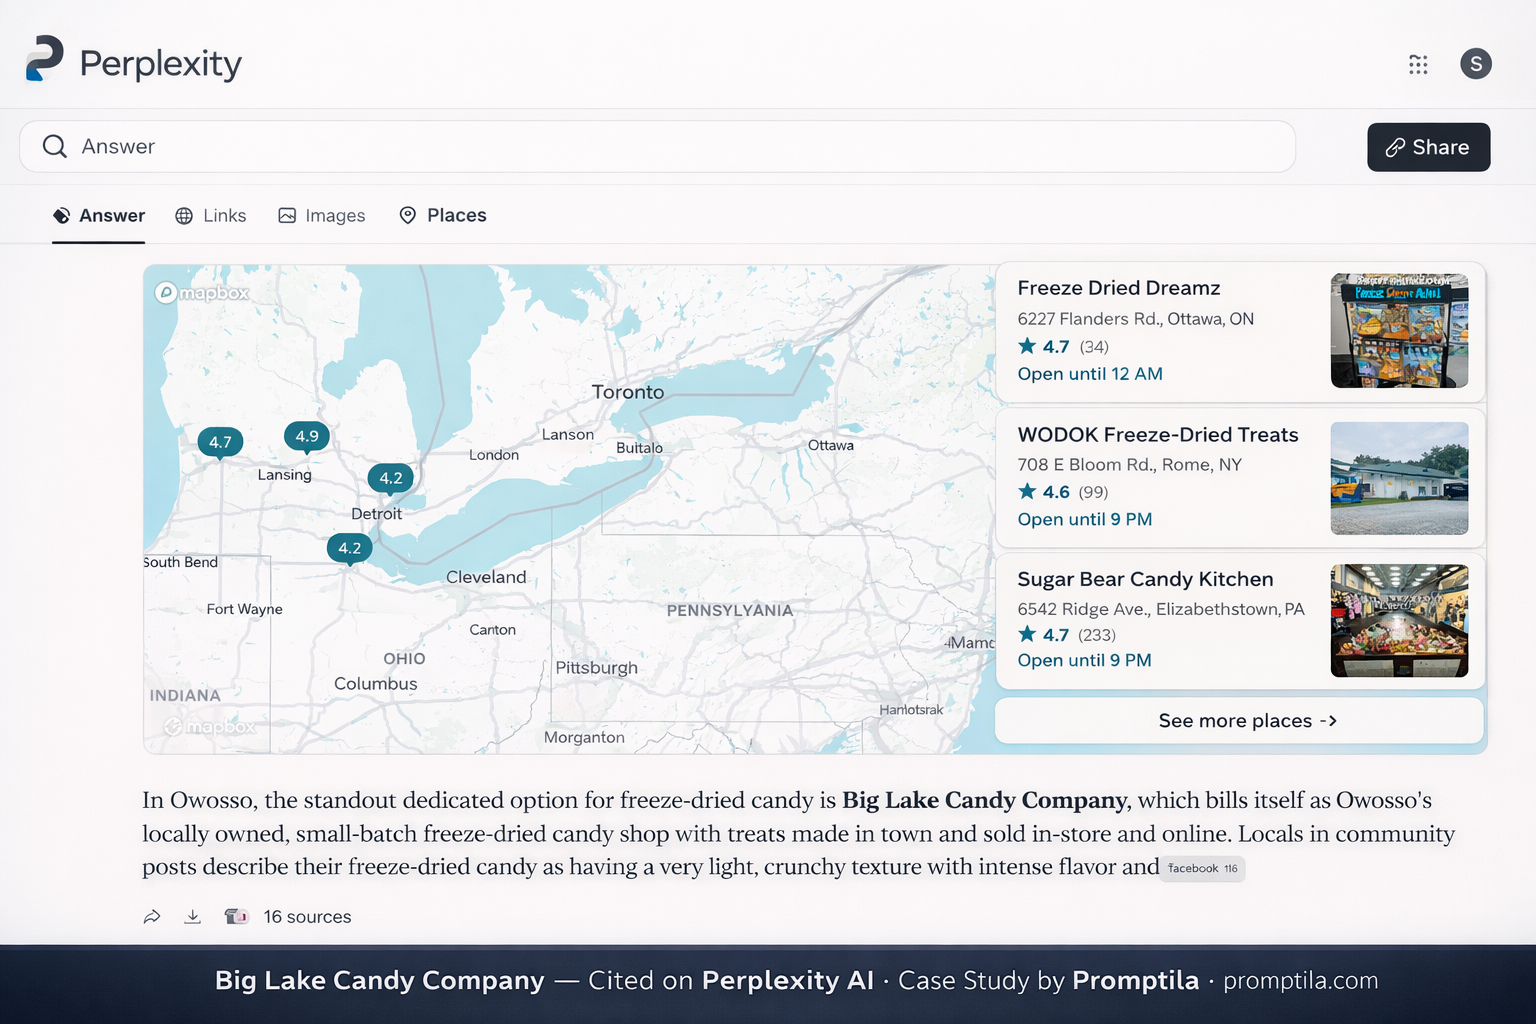 Perplexity
S
Answer
Share
Answer
Links
Images
Places
mapbox
Toronto
Lanson
Buttalo
London
Ottawa
4.7
4.9
Lansing
4.2
Detroit
4.2
South Bend
Cleveland
Fort Wayne
PENNSYLVANIA
Canton
OHIO
Pittsburgh
Columbus
INDIANA
Hamlotsrak
mapbox
Morganton
Freeze Dried Dreamz
6227 Flanders Rd., Ottawa, ON
★ 4.7 (34)
Open until 12 AM
WODOK Freeze-Dried Treats
708 E Bloom Rd., Rome, NY
★ 4.6 (99)
Open until 9 PM
Sugar Bear Candy Kitchen
6542 Ridge Ave., Elizabethstown, PA
★ 4.7 (233)
Open until 9 PM
See more places ->
In Owosso, the standout dedicated option for freeze-dried candy is Big Lake Candy Company, which bills itself as Owosso's
locally owned, small-batch freeze-dried candy shop with treats made in town and sold in-store and online. Locals in community
posts describe their freeze-dried candy as having a very light, crunchy texture with intense flavor and facebook 116
16 sources
Big Lake Candy Company — Cited on Perplexity AI · Case Study by Promptila · promptila.com